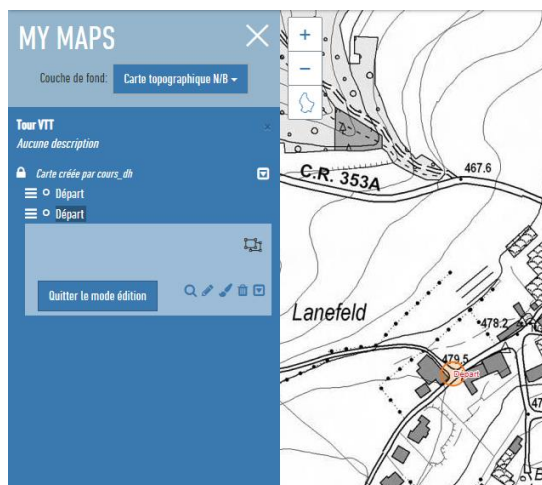 MY MAPS
Couche de fond: Carte topographique N/B
Tour VTT
Aucune description
Carte créée par cours_dh
Départ
Départ
Quitter le mode édition
+
−
C.R. 353A
467.6
Lanefeld
478.2
479.5
Départ
47
B